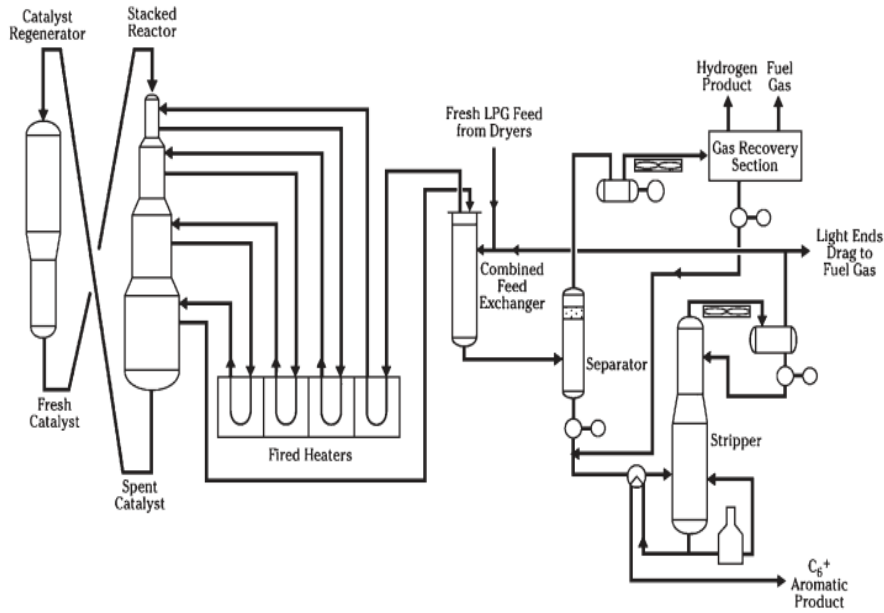 Catalyst
Regenerator
Stacked
Reactor
Hydrogen
Product
Fuel
Gas
Fresh LPG Feed
from Dryers
Gas Recovery
Section
Light Ends
Drag to
Fuel Gas
Combined
Feed
Exchanger
Separator
Stripper
Fresh
Catalyst
Fired Heaters
Spent
Catalyst
C6+
Aromatic
Product